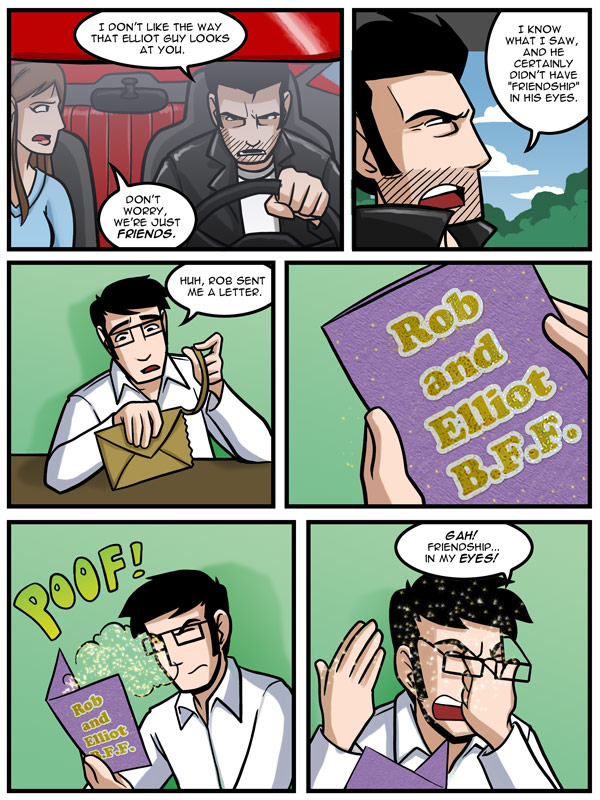 I DON'T LIKE THE WAY
THAT ELLIOT GUY LOOKS
AT YOU.
DON'T
WORRY,
WE'RE JUST
FRIENDS.
I KNOW
WHAT I SAW,
AND HE
CERTAINLY
DIDN'T HAVE
"FRIENDSHIP"
IN HIS EYES.
HUH, ROB SENT
ME A LETTER.
Rob
and
Elliot
B.F.F.
POOF!
Rob
and
Elliot
B.F.F.
GAH!
FRIENDSHIP...
IN MY EYES!